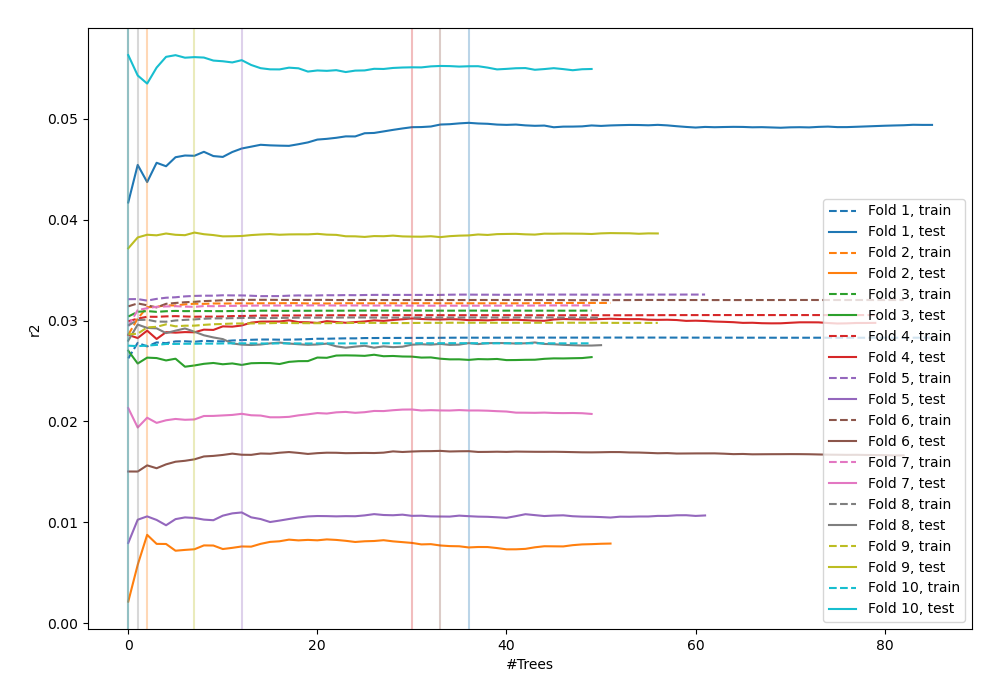 r2
0.05
0.04
0.03
0.02
0.01
0.00
0
20
40
60
80
#Trees
Fold 1, train
Fold 1, test
Fold 2, train
Fold 2, test
Fold 3, train
Fold 3, test
Fold 4, train
Fold 4, test
Fold 5, train
Fold 5, test
Fold 6, train
Fold 6, test
Fold 7, train
Fold 7, test
Fold 8, train
Fold 8, test
Fold 9, train
Fold 9, test
Fold 10, train
Fold 10, test